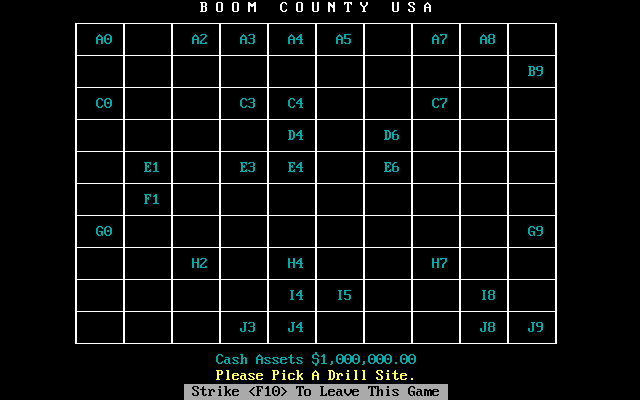 BOOM COUNTY USA
A0 A2 A3 A4 A5 A7 A8
B9
C0 C3 C4 C7
D4 D6
E1 E3 E4 E6
F1
G0 G9
H2 H4 H7
I4 I5 I8
J3 J4 J8 J9
Cash Assets $1,000,000.00
Please Pick A Drill Site.
Strike <F10> To Leave This Game